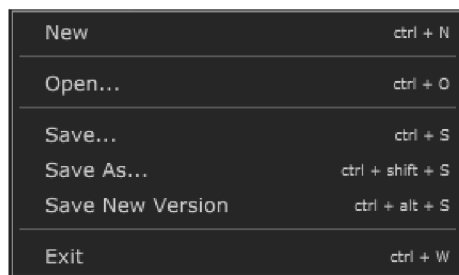 New ctrl + N
Open... ctrl + O
Save... ctrl + S
Save As... ctrl + shift + S
Save New Version ctrl + alt + S
Exit ctrl + W